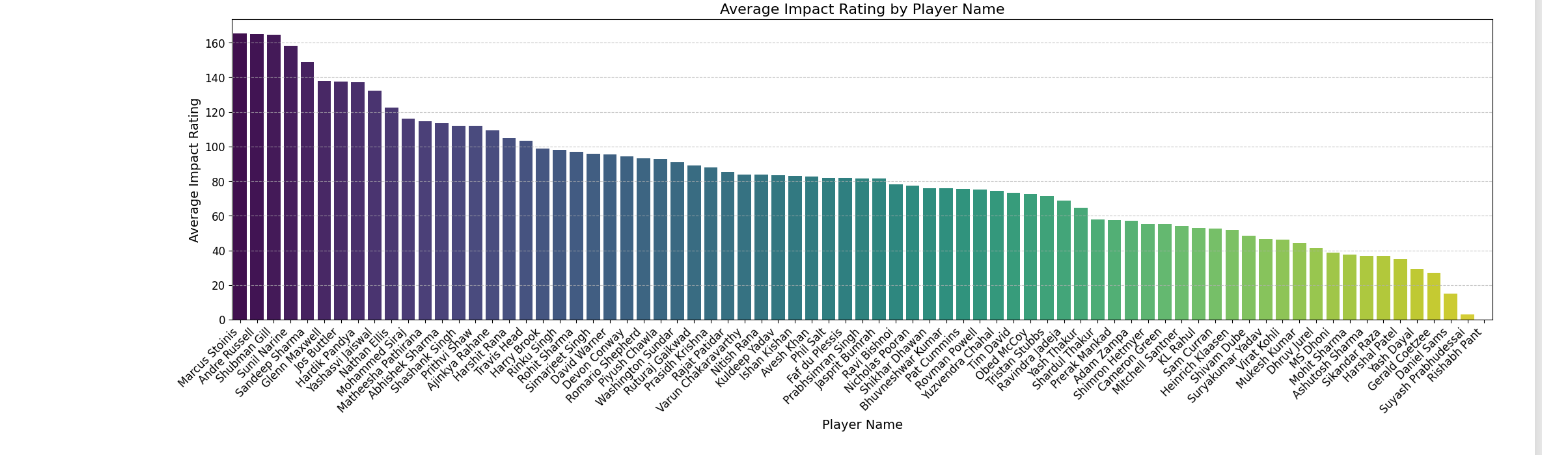 Average Impact Rating by Player Name
Average Impact Rating
160
140
120
100
80
60
40
20
0
Marcus Stoinis
Andre Russell
Shubman Gill
Sunil Narine
Sandeep Sharma
Glenn Maxwell
Jos Buttler
Hardik Pandya
Yashasvi Jaiswal
Nathan Ellis
Mohammed Siraj
Matheesha Pathirana
Abhishek Sharma
Shashank Singh
Prithvi Shaw
Ajinkya Rahane
Harshit Rana
Travis Head
Harry Brook
Rinku Singh
Rohit Sharma
Simarjeet Singh
David Warner
Devon Conway
Romario Shepherd
Piyush Chawla
Washington Sundar
Ruturaj Gaikwad
Prasidh Krishna
Rajat Patidar
Varun Chakaravarthy
Nitish Rana
Kuldeep Yadav
Ishan Kishan
Avesh Khan
Phil Salt
Faf du Plessis
Prabhsimran Singh
Jasprit Bumrah
Ravi Bishnoi
Nicholas Pooran
Shikhar Dhawan
Bhuvneshwar Kumar
Pat Cummins
Rovman Powell
Yuzvendra Chahal
Tim David
Obed McCoy
Tristan Stubbs
Ravindra Jadeja
Yash Thakur
Shardul Thakur
Prerak Mankad
Adam Zampa
Shimron Hetmyer
Cameron Green
Mitchell Santner
KL Rahul
Sam Curran
Heinrich Klaasen
Shivam Dube
Suryakumar Yadav
Virat Kohli
Mukesh Kumar
Dhruv Jurel
MS Dhoni
Mohit Sharma
Ashutosh Sharma
Sikandar Raza
Harshal Patel
Yash Dayal
Gerald Coetzee
Daniel Sams
Suyash Prabhudessai
Rishabh Pant
Player Name